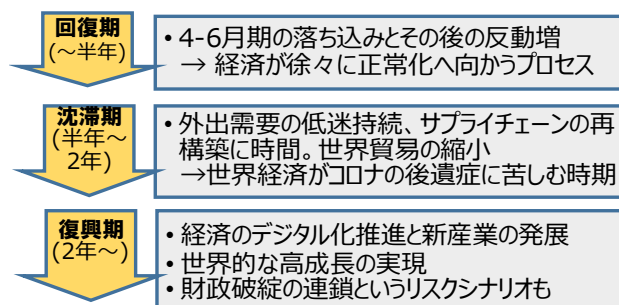 回復期
(～半年)
• 4-6月期の落ち込みとその後の反動増
→ 経済が徐々に正常化へ向かうプロセス
沈滞期
(半年～
2年)
• 外出需要の低迷持続、サプライチェーンの再
構築に時間。世界貿易の縮小
→世界経済がコロナの後遺症に苦しむ時期
復興期
(2年～)
• 経済のデジタル化推進と新産業の発展
• 世界的な高成長の実現
• 財政破綻の連鎖というリスクシナリオも